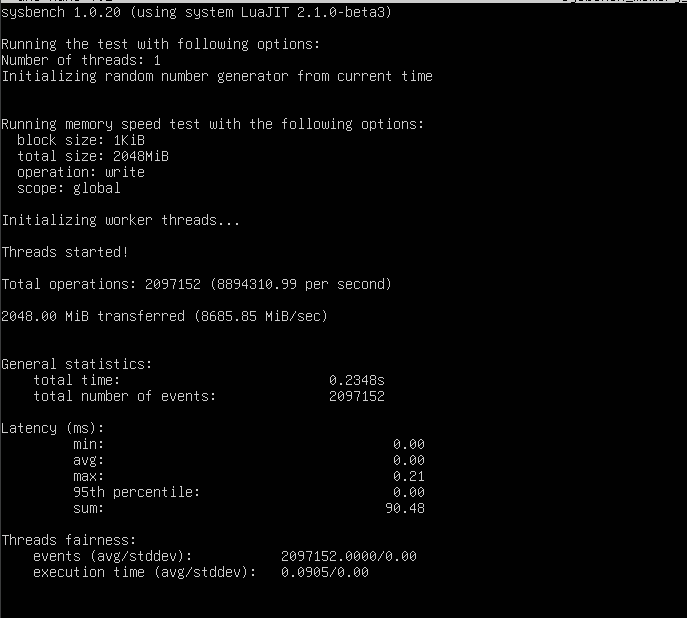 sysbench 1.0.20 (using system LuaJIT 2.1.0-beta3)
Running the test with following options:
Number of threads: 1
Initializing random number generator from current time
Running memory speed test with the following options:
block size: 1KiB
total size: 2048MiB
operation: write
scope: global
Initializing worker threads...
Threads started!
Total operations: 2097152 (8894310.99 per second)
2048.00 MiB transferred (8685.85 MiB/sec)
General statistics:
total time: 0.2348s
total number of events: 2097152
Latency (ms):
min: 0.00
avg: 0.00
max: 0.21
95th percentile: 0.00
sum: 90.48
Threads fairness:
events (avg/stddev): 2097152.0000/0.00
execution time (avg/stddev): 0.0905/0.00